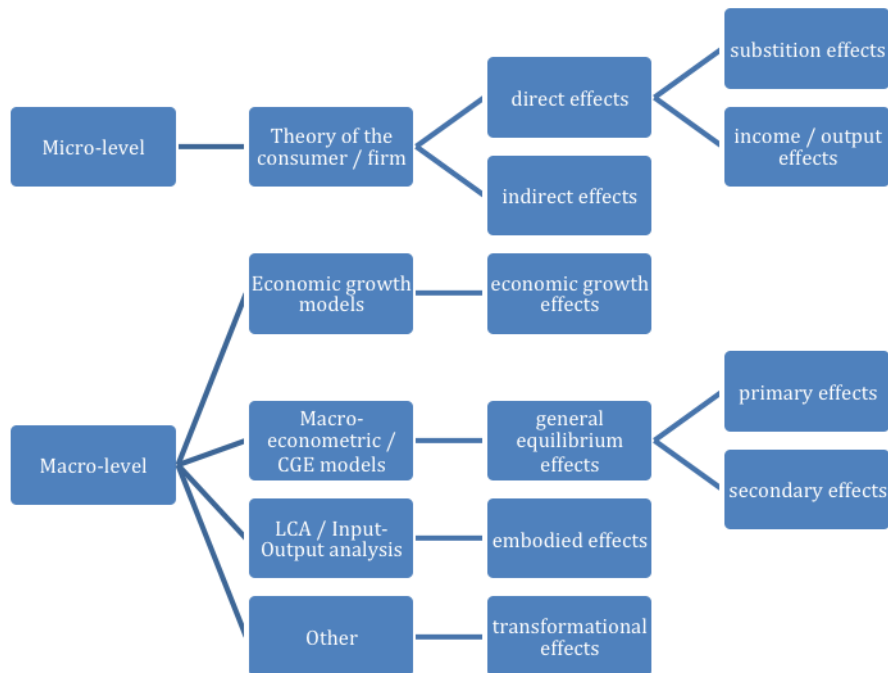 substition effects
direct effects
Micro-level
Theory of the
consumer / firm
income / output
effects
indirect effects
Economic growth
models
economic growth
effects
primary effects
Macro-level
Macro-
econometric /
CGE models
general
equilibrium
effects
secondary effects
LCA / Input-
Output analysis
embodied effects
Other
transformational
effects